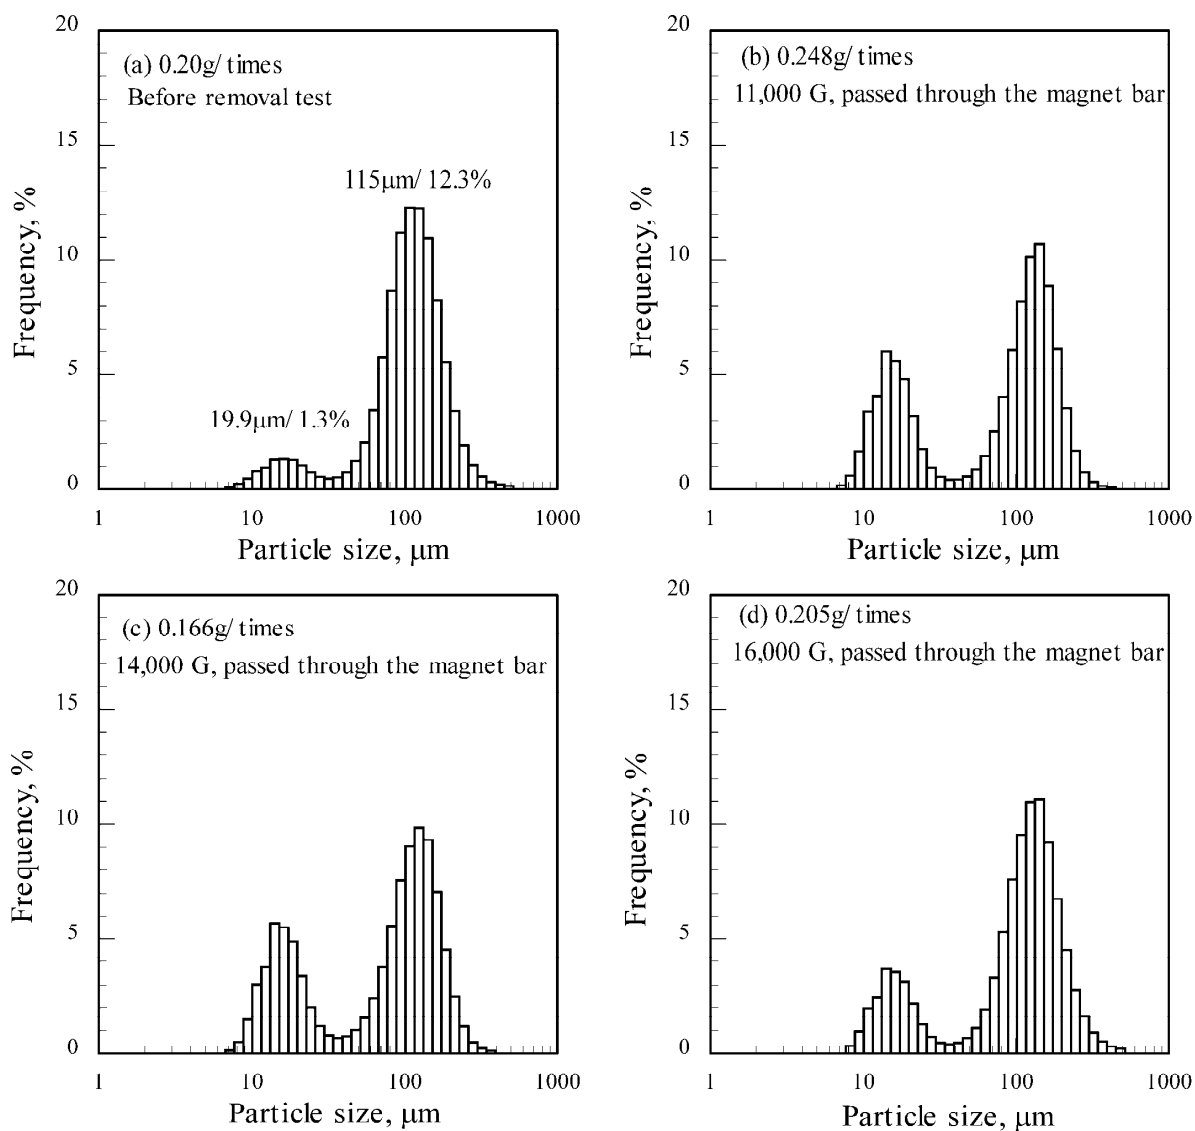 20
(a) 0.20g/ times
Before removal test
15
115μm/ 12.3%
10
5
19.9μm/ 1.3%
0
1
10
100
1000
Frequency, %
Particle size, μm
20
(b) 0.248g/ times
11,000 G, passed through the magnet bar
15
10
5
0
1
10
100
1000
Frequency, %
Particle size, μm
20
(c) 0.166g/ times
14,000 G, passed through the magnet bar
15
10
5
0
1
10
100
1000
Frequency, %
Particle size, μm
20
(d) 0.205g/ times
16,000 G, passed through the magnet bar
15
10
5
0
1
10
100
1000
Frequency, %
Particle size, μm